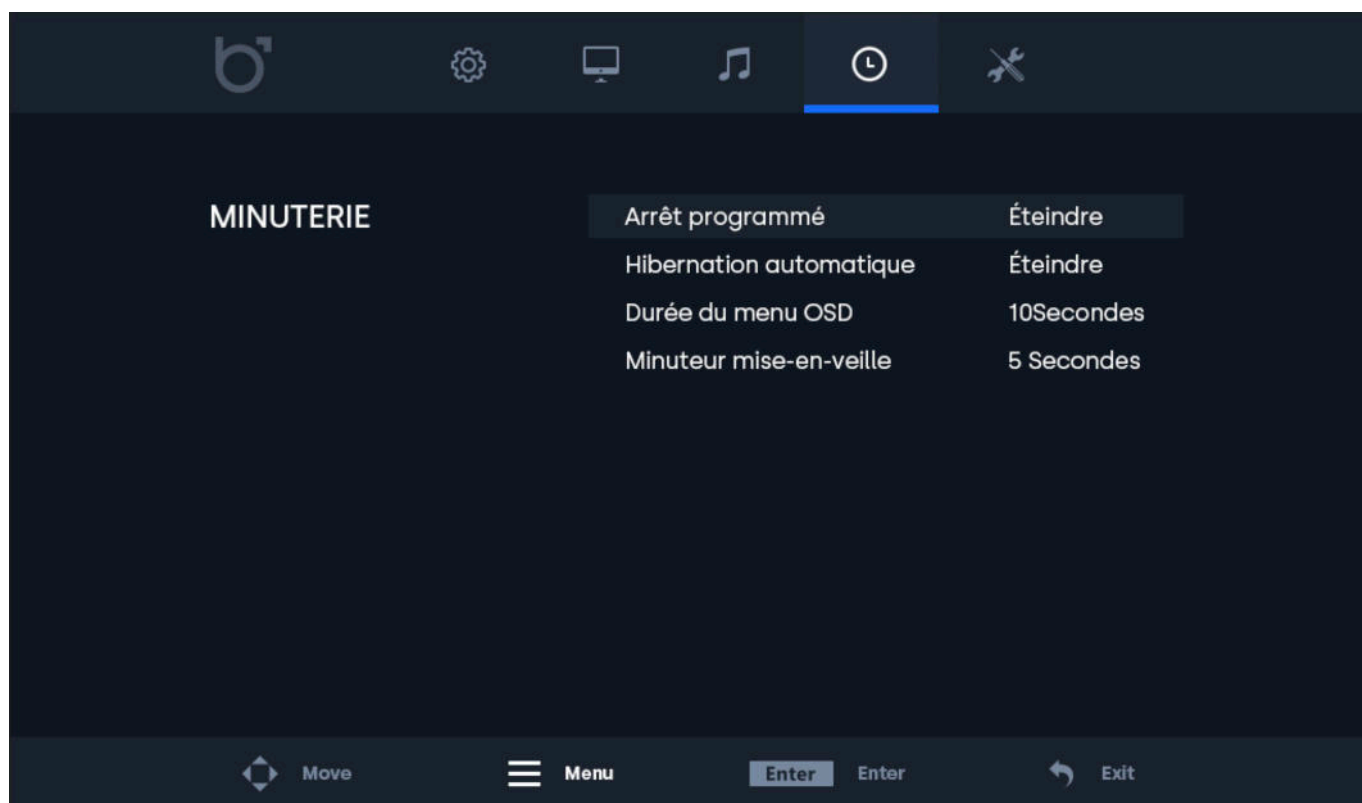 MINUTERIE
Arrêt programmé Éteindre
Hibernation automatique Éteindre
Durée du menu OSD 10Secondes
Minuteur mise-en-veille 5 Secondes
Move Menu Enter Enter Exit